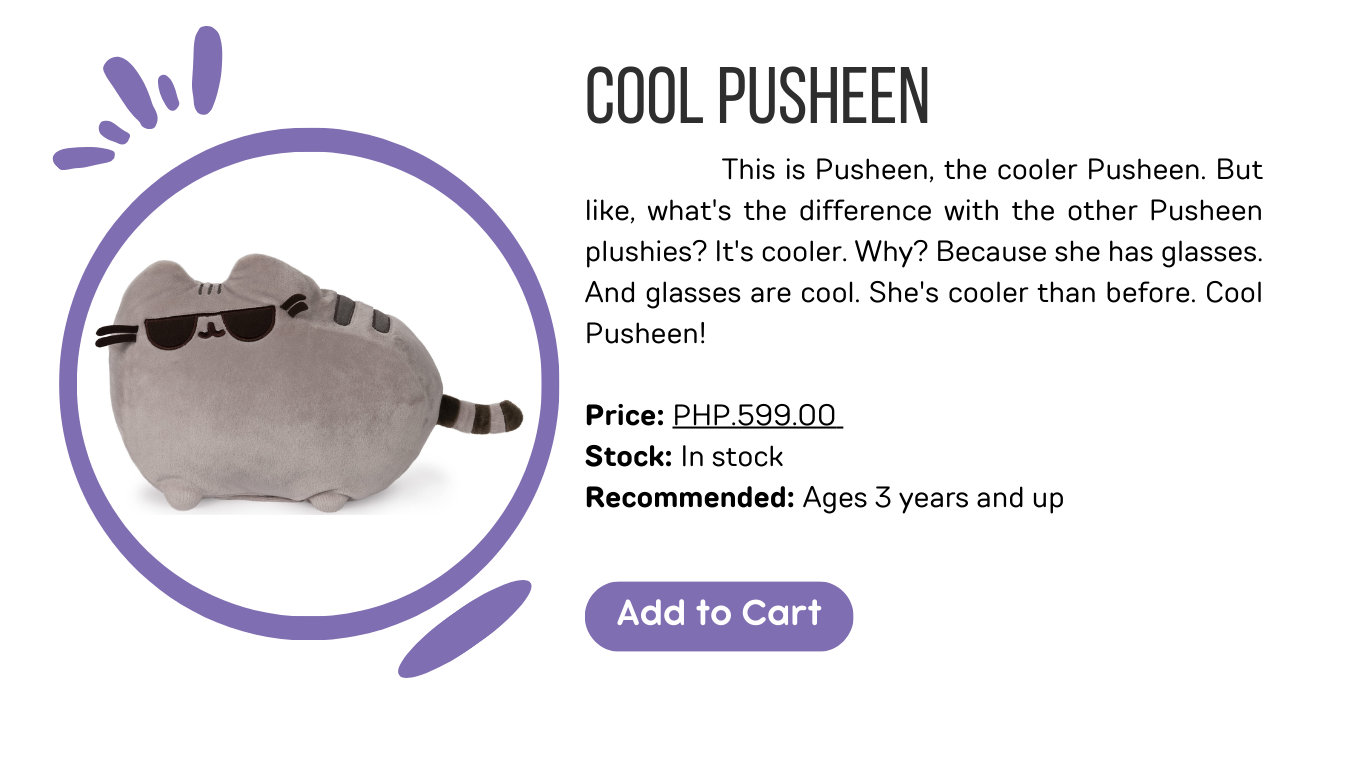 COOL PUSHEEN
This is Pusheen, the cooler Pusheen. But
like, what's the difference with the other Pusheen
plushies? It's cooler. Why? Because she has glasses.
And glasses are cool. She's cooler than before. Cool
Pusheen!
Price: PHP.599.00
Stock: In stock
Recommended: Ages 3 years and up
Add to Cart